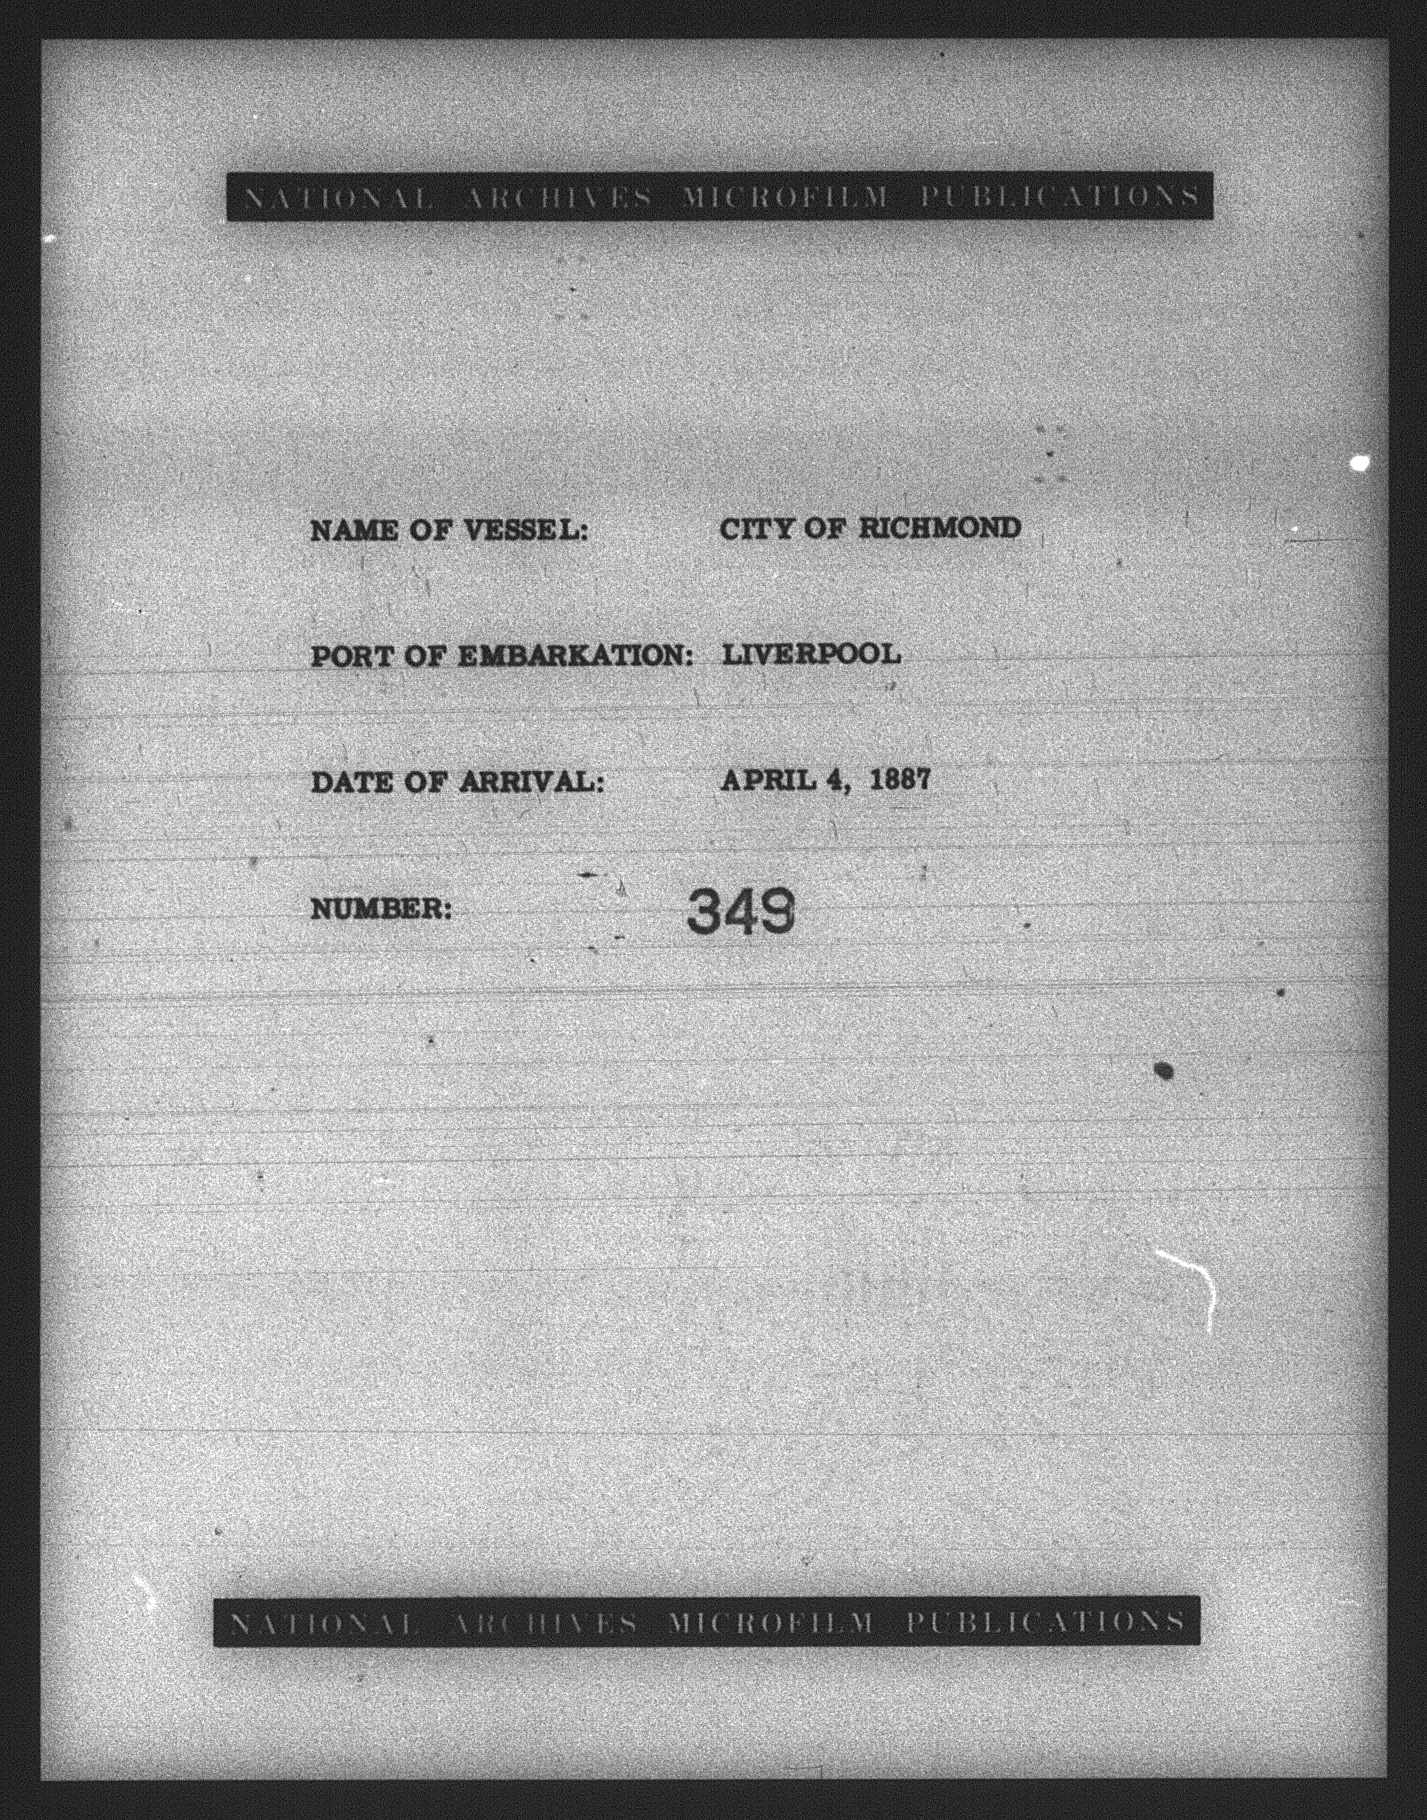 NATIONAL ARCHIVES MICROFILM PUBLICATIONS
NAME OF VESSEL: CITY OF RICHMOND
PORT OF EMBARKATION: LIVERPOOL
DATE OF ARRIVAL: APRIL 4, 1887
NUMBER: 349
NATIONAL ARCHIVES MICROFILM PUBLICATIONS